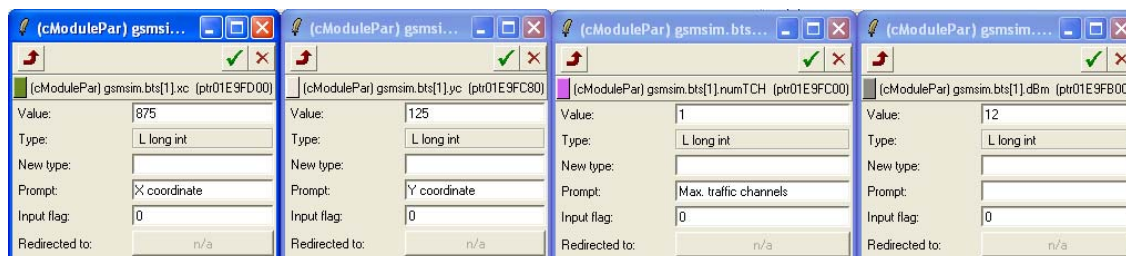 (cModulePar) gsmsi...
(cModulePar) gsmsim.bts[1].xc (ptr01E9FD00)
Value: 875
Type: L long int
New type:
Prompt: X coordinate
Input flag: 0
Redirected to: n/a
(cModulePar) gsmsi...
(cModulePar) gsmsim.bts[1].yc (ptr01E9FC80)
Value: 125
Type: L long int
New type:
Prompt: Y coordinate
Input flag: 0
Redirected to: n/a
(cModulePar) gsmsim.bts...
(cModulePar) gsmsim.bts[1].numTCH (ptr01E9FC00)
Value: 1
Type: L long int
New type:
Prompt: Max. traffic channels
Input flag: 0
Redirected to: n/a
(cModulePar) gsmsim....
(cModulePar) gsmsim.bts[1].dBm (ptr01E9FB00
Value: 12
Type: L long int
New type:
Prompt:
Input flag: 0
Redirected to: n/a